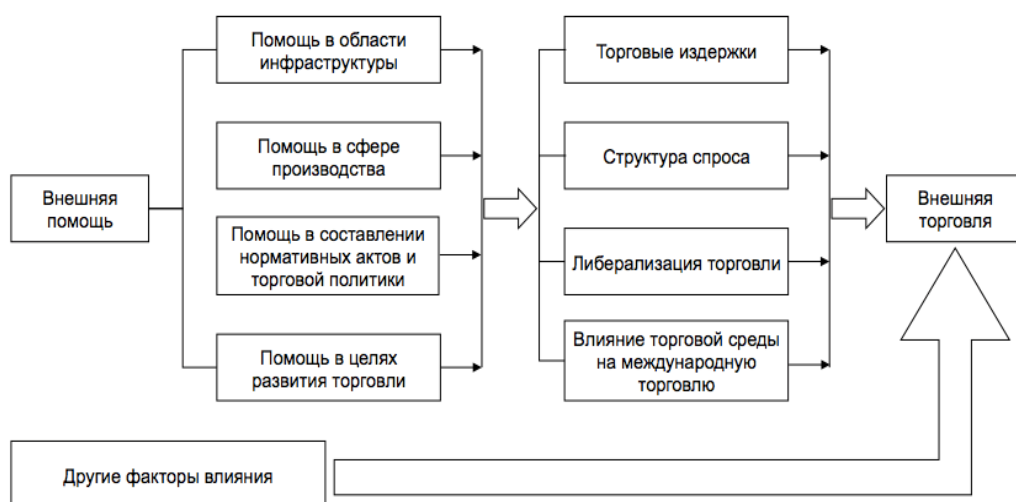 Внешняя
помощь
Помощь в области
инфраструктуры
Помощь в сфере
производства
Помощь в составлении
нормативных актов и
торговой политики
Помощь в целях
развития торговли
Торговые издержки
Структура спроса
Либерализация торговли
Влияние торговой среды
на международную
торговлю
Внешняя
торговля
Другие факторы влияния